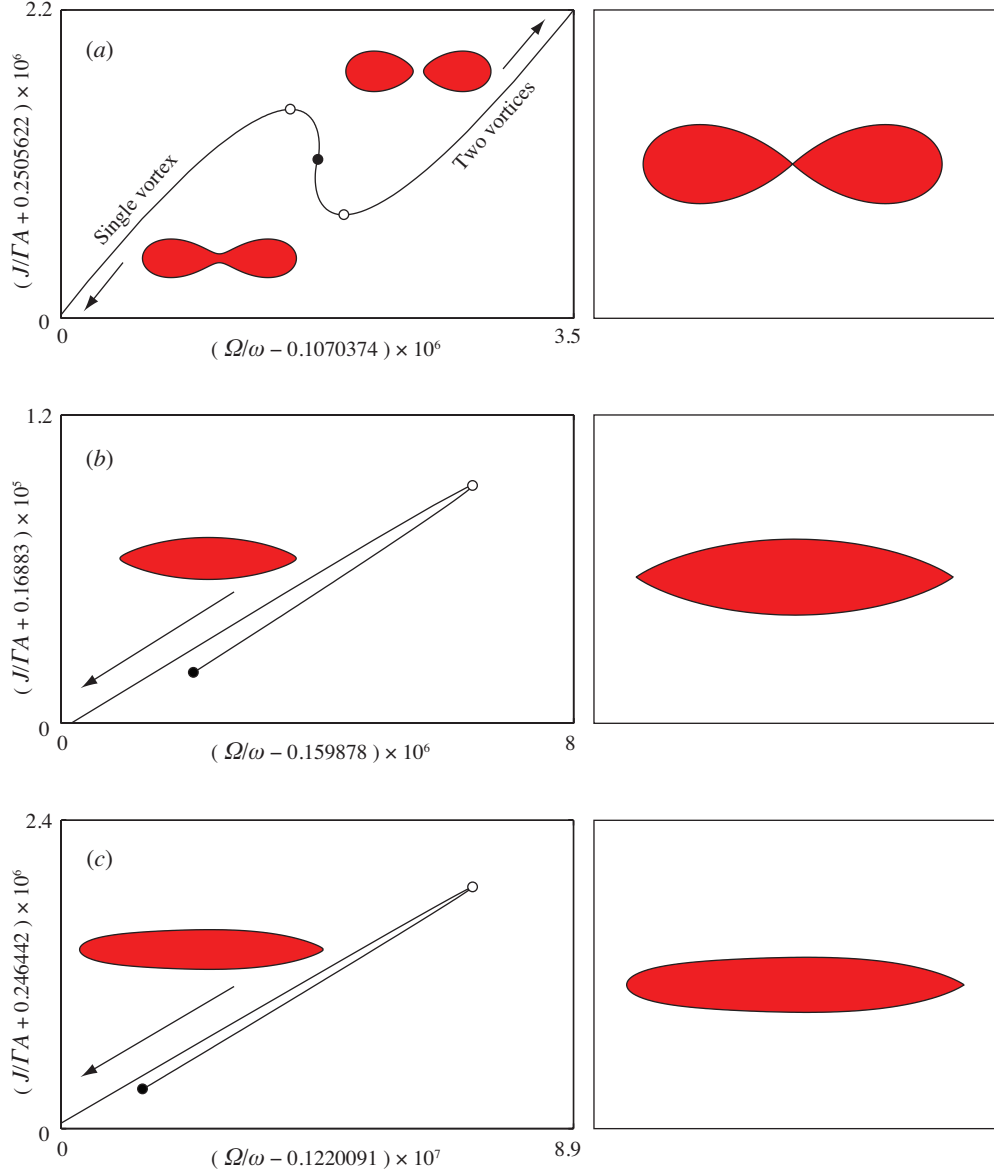 2.2
(a)
Single vortex
Two vortices
( J/ΓA + 0.2505622 ) × 10⁶
0
0
3.5
( Ω/ω − 0.1070374 ) × 10⁶
1.2
(b)
( J/ΓA + 0.16883 ) × 10⁵
0
0
8
( Ω/ω − 0.159878 ) × 10⁶
2.4
(c)
( J/ΓA + 0.246442 ) × 10⁶
0
0
8.9
( Ω/ω − 0.1220091 ) × 10⁷